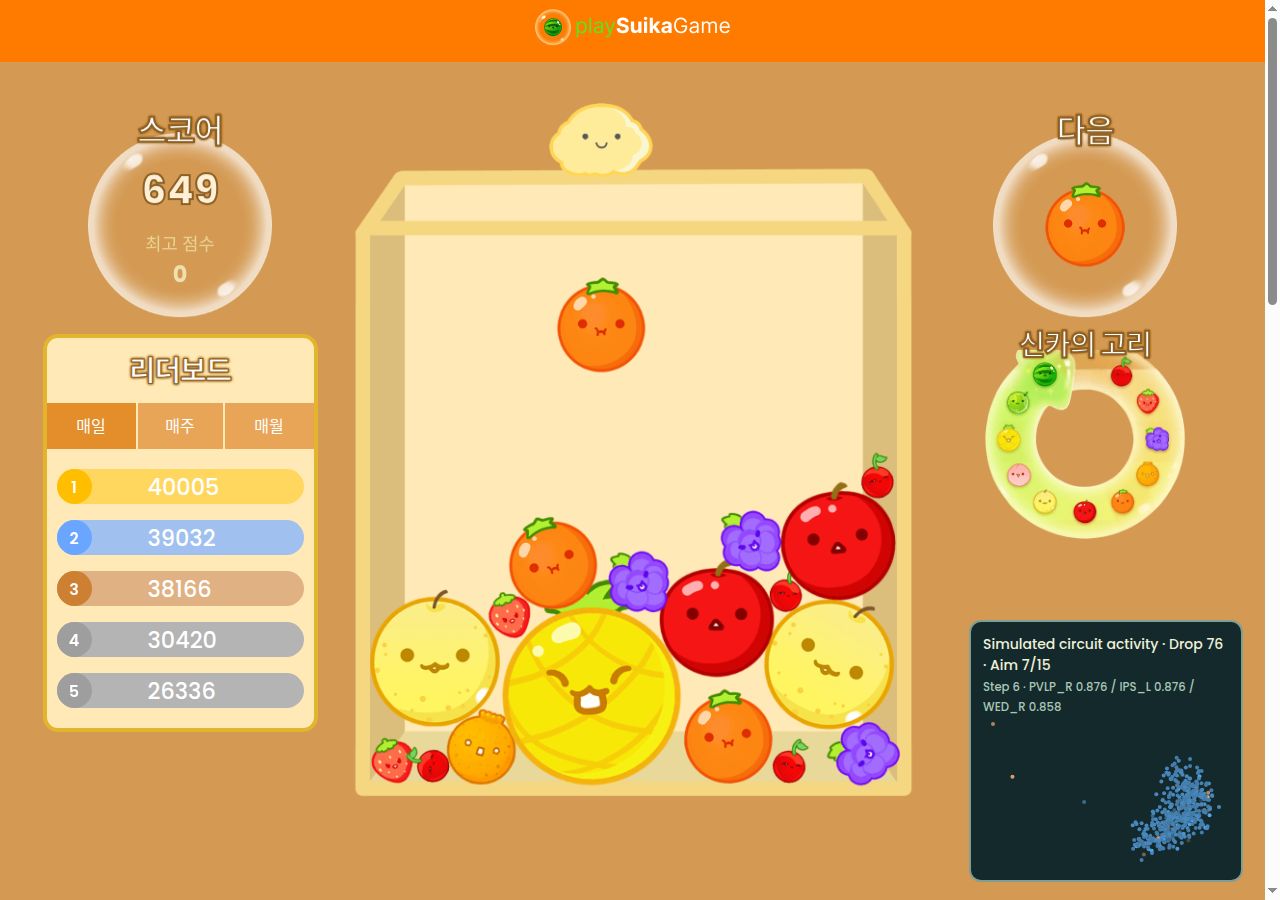 playSuikaGame
스코어
649
최고 점수
0
리더보드
매일 매주 매월
1 40005
2 39032
3 38166
4 30420
5 26336
다음
신카의 고리
Simulated circuit activity · Drop 76
· Aim 7/15
Step 6 · PVLP_R 0.876 / IPS_L 0.876 /
WED_R 0.858